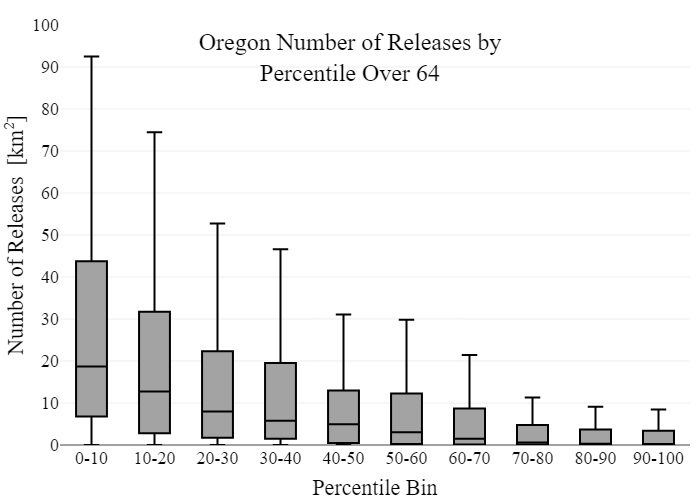 Oregon Number of Releases by
Percentile Over 64
Number of Releases [km²]
100
90
80
70
60
50
40
30
20
10
0
0-10 10-20 20-30 30-40 40-50 50-60 60-70 70-80 80-90 90-100
Percentile Bin